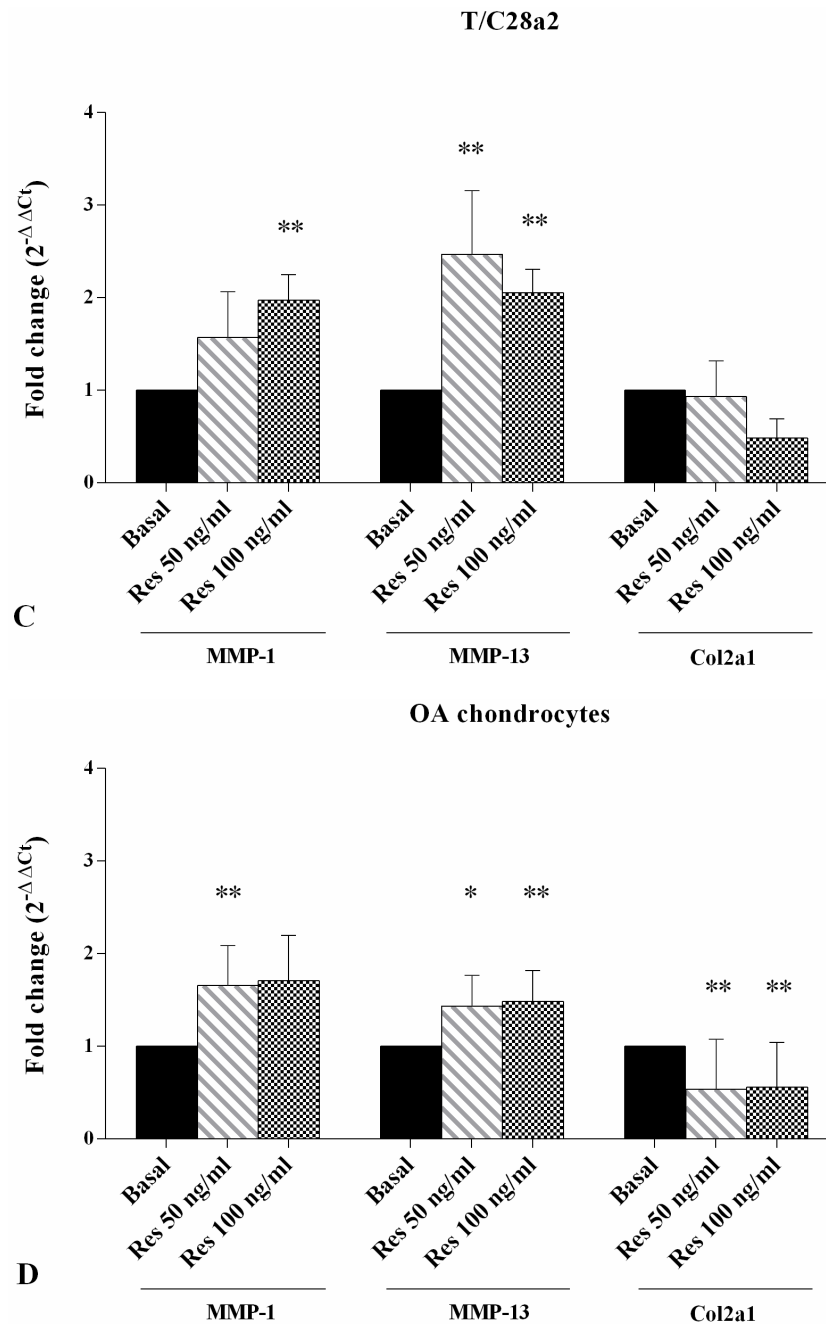 T/C28a2
Fold change (2-Δ ΔCt)
4
3
2
1
0
**
**
**
Basal
Res 50 ng/ml
Res 100 ng/ml
Basal
Res 50 ng/ml
Res 100 ng/ml
Basal
Res 50 ng/ml
Res 100 ng/ml
C
MMP-1 MMP-13 Col2a1
OA chondrocytes
Fold change (2-Δ ΔCt)
4
3
2
1
0
** * **
** **
Basal
Res 50 ng/ml
Res 100 ng/ml
Basal
Res 50 ng/ml
Res 100 ng/ml
Basal
Res 50 ng/ml
Res 100 ng/ml
D
MMP-1 MMP-13 Col2a1